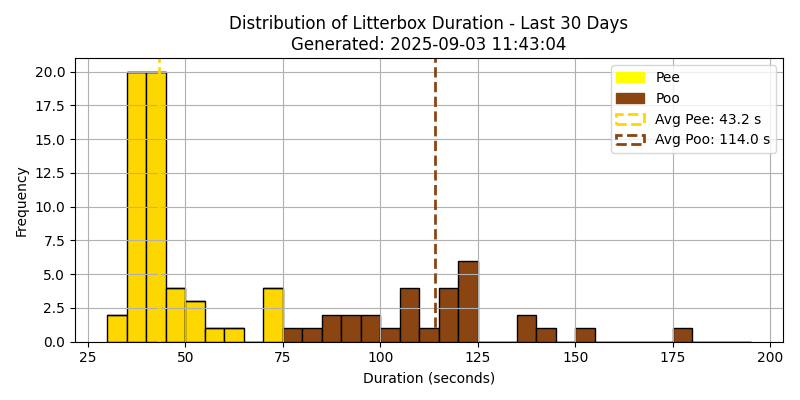 Distribution of Litterbox Duration - Last 30 Days
Generated: 2025-09-03 11:43:04
Pee
Poo
Avg Pee: 43.2 s
Avg Poo: 114.0 s
Frequency
20.0
17.5
15.0
12.5
10.0
7.5
5.0
2.5
0.0
25 50 75 100 125 150 175 200
Duration (seconds)